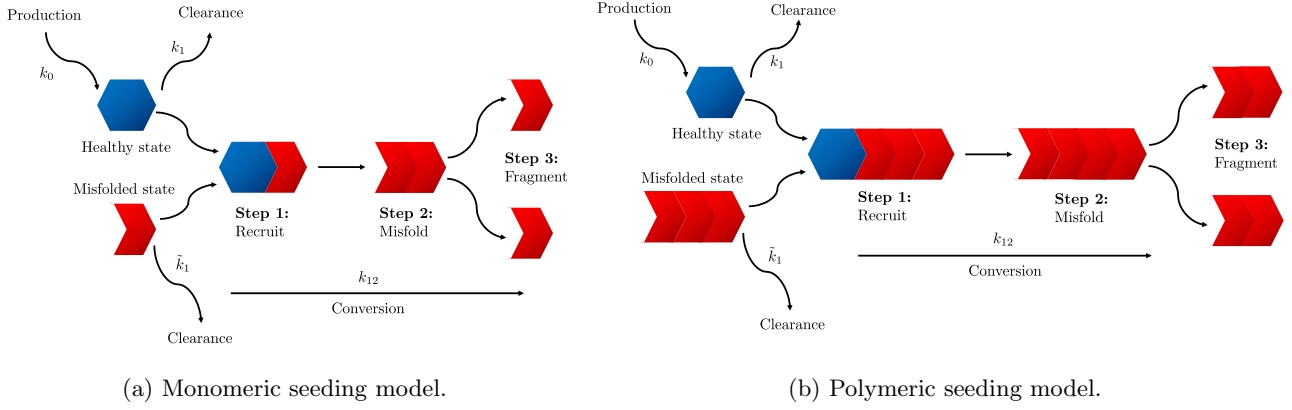 Production
Clearance
k₁
k₀
Healthy state
Misfolded state
Step 1:
Recruit
Step 2:
Misfold
Step 3:
Fragment
k̃₁
k₁₂
Conversion
Clearance
(a) Monomeric seeding model.
Production
Clearance
k₀
k₁
Healthy state
Misfolded state
Step 1:
Recruit
Step 2:
Misfold
Step 3:
Fragment
k̃₁
k₁₂
Conversion
Clearance
(b) Polymeric seeding model.